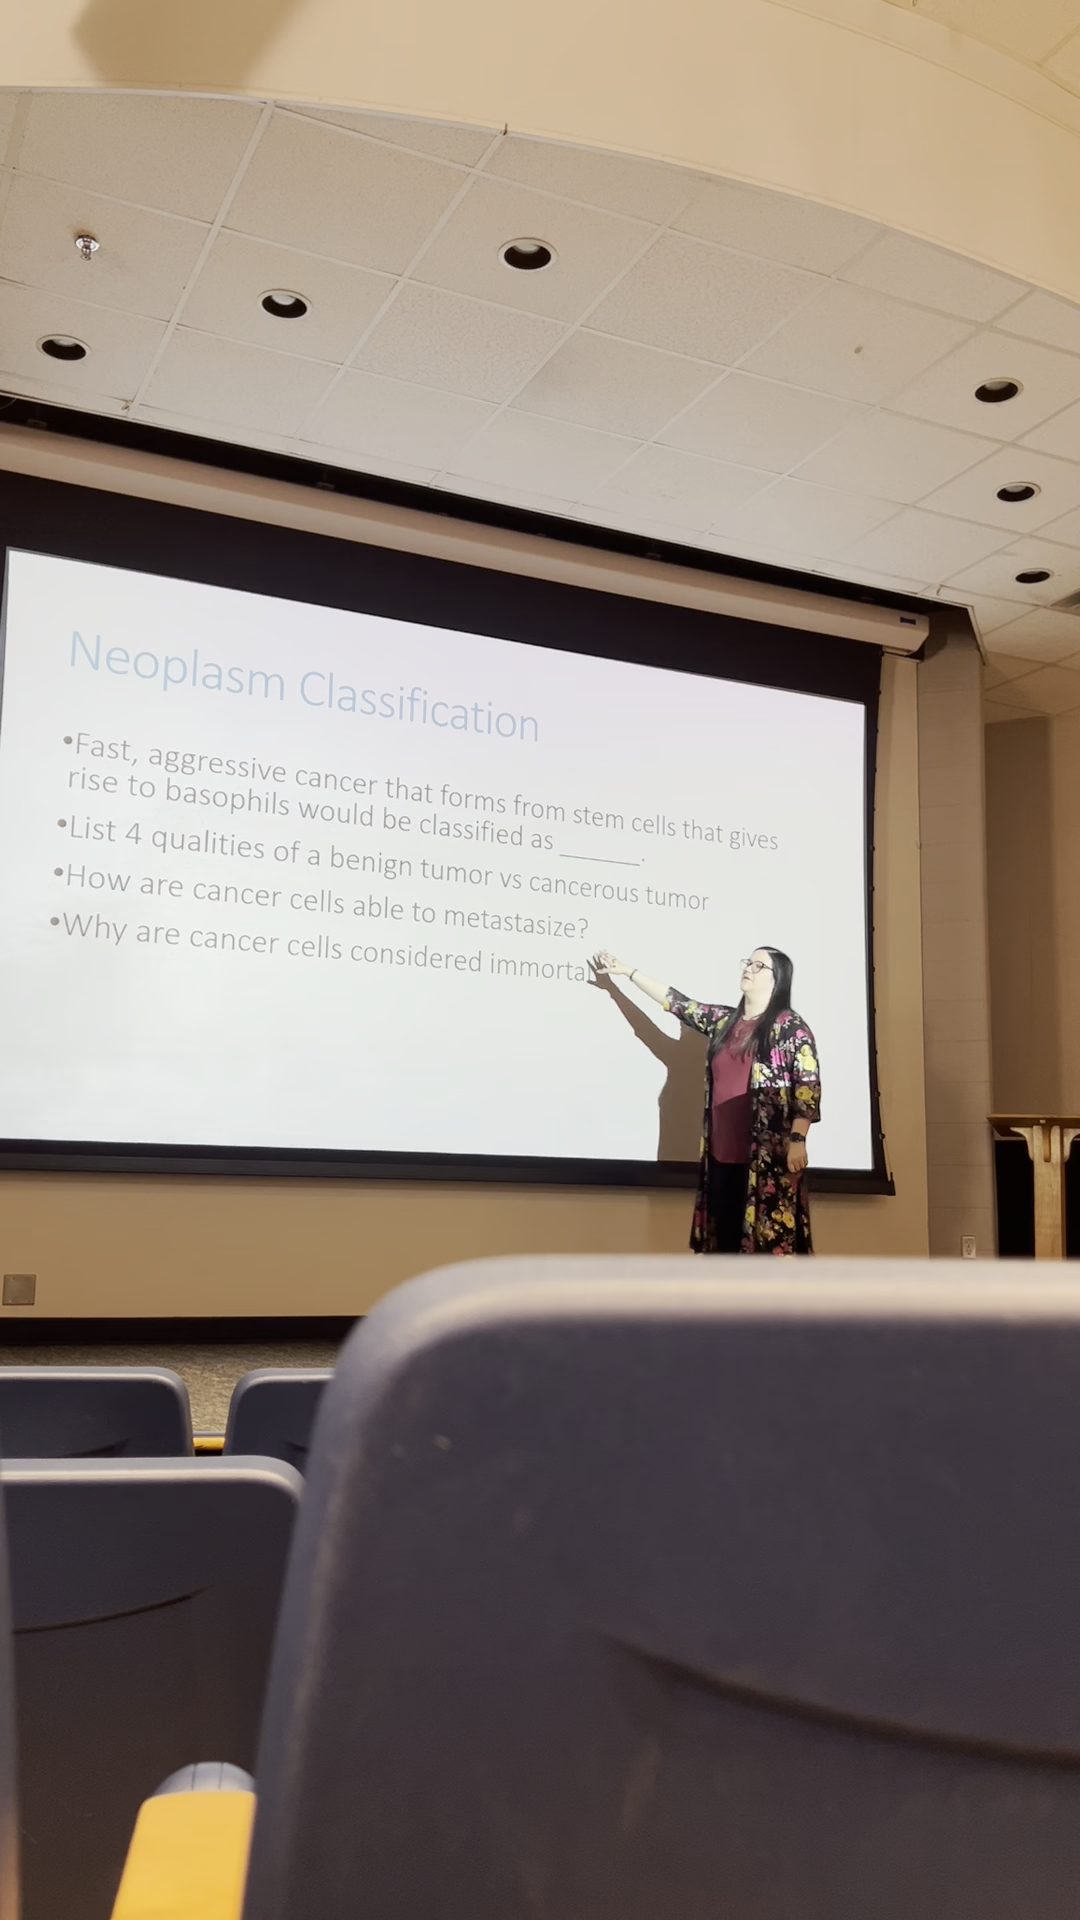 Neoplasm Classification
•Fast, aggressive cancer that forms from stem cells that gives
rise to basophils would be classified as ______.
•List 4 qualities of a benign tumor vs cancerous tumor
•How are cancer cells able to metastasize?
•Why are cancer cells considered immortal